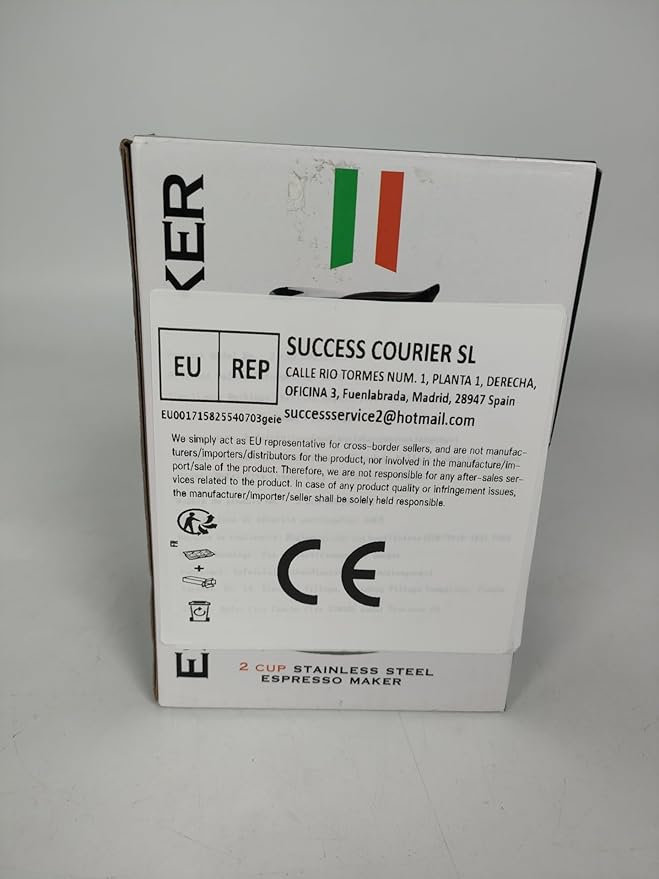 KER
EU REP
SUCCESS COURIER SL
CALLE RIO TORMES NUM. 1, PLANTA 1, DERECHA,
OFICINA 3, Fuenlabrada, Madrid, 28947 Spain
EU001715825540703geie
successservice2@hotmail.com
We simply act as EU representative for cross-border sellers, and are not manufac-
turers/importers/distributors for the product, nor involved in the manufacture/im-
port/sale of the product. Therefore, we are not responsible for any after-sales ser-
vices related to the product. In case of any product quality or infringement issues,
the manufacturer/importer/seller shall be solely held responsible.
FR
+
CE
E
2 CUP STAINLESS STEEL
ESPRESSO MAKER